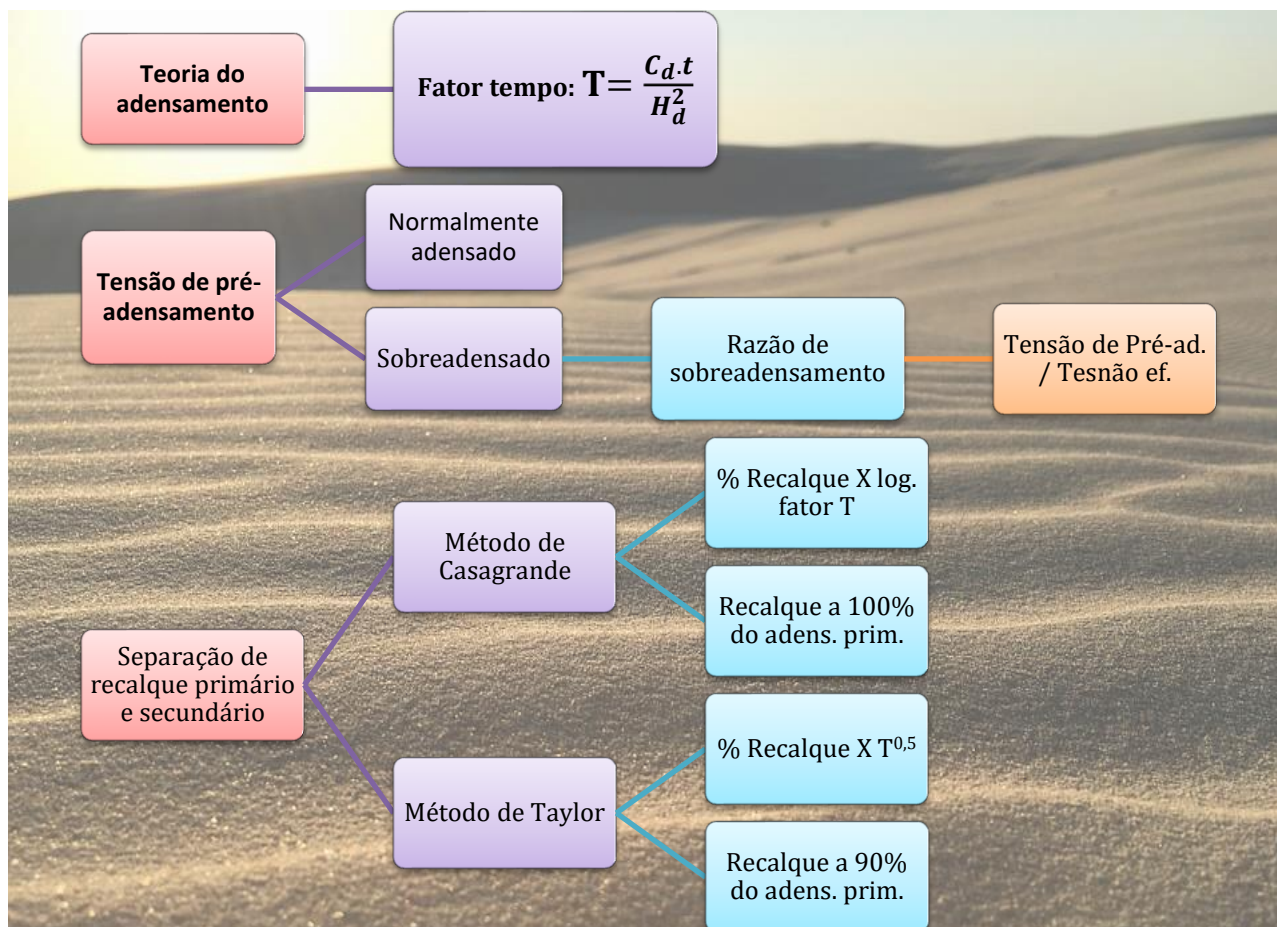 Teoria do
adensamento
Fator tempo: T= C_d.t / H_d^2
Tensão de pré-
adensamento
Normalmente
adensado
Sobreadensado
Razão de
sobreadensamento
Tensão de Pré-ad.
/ Tesnão ef.
Separação de
recalque primário
e secundário
Método de
Casagrande
% Recalque X log.
fator T
Recalque a 100%
do adens. prim.
Método de Taylor
% Recalque X T^0,5
Recalque a 90%
do adens. prim.